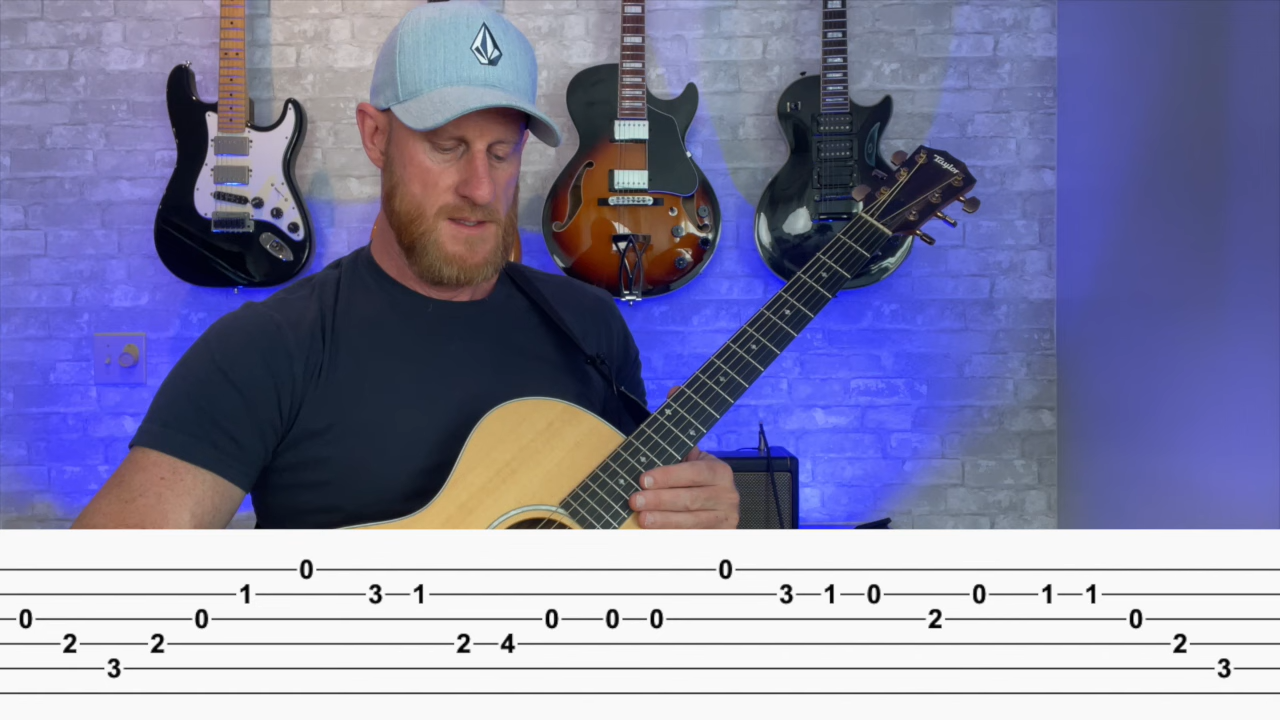 Taylor
0
0 3 1 0 3 1 0 0 1 1
0 0 0 0 0 2 0
2 2 2 4 2
3 3